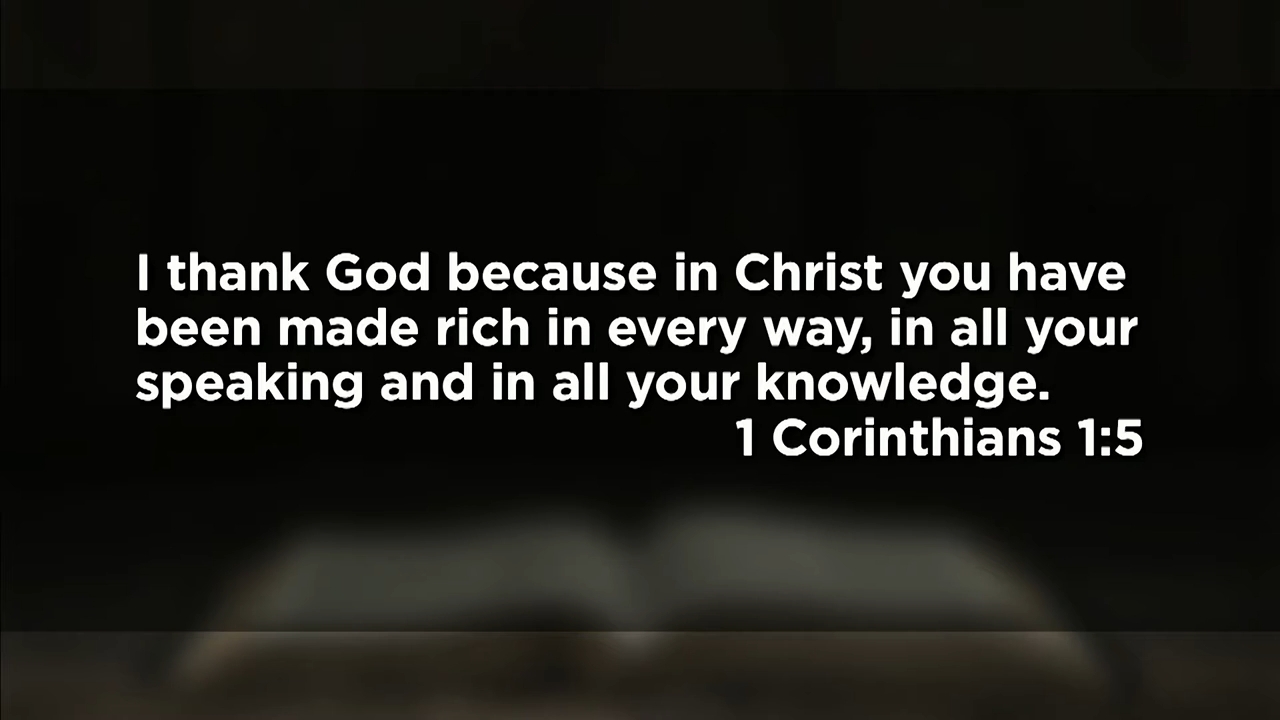 I thank God because in Christ you have
been made rich in every way, in all your
speaking and in all your knowledge.
1 Corinthians 1:5